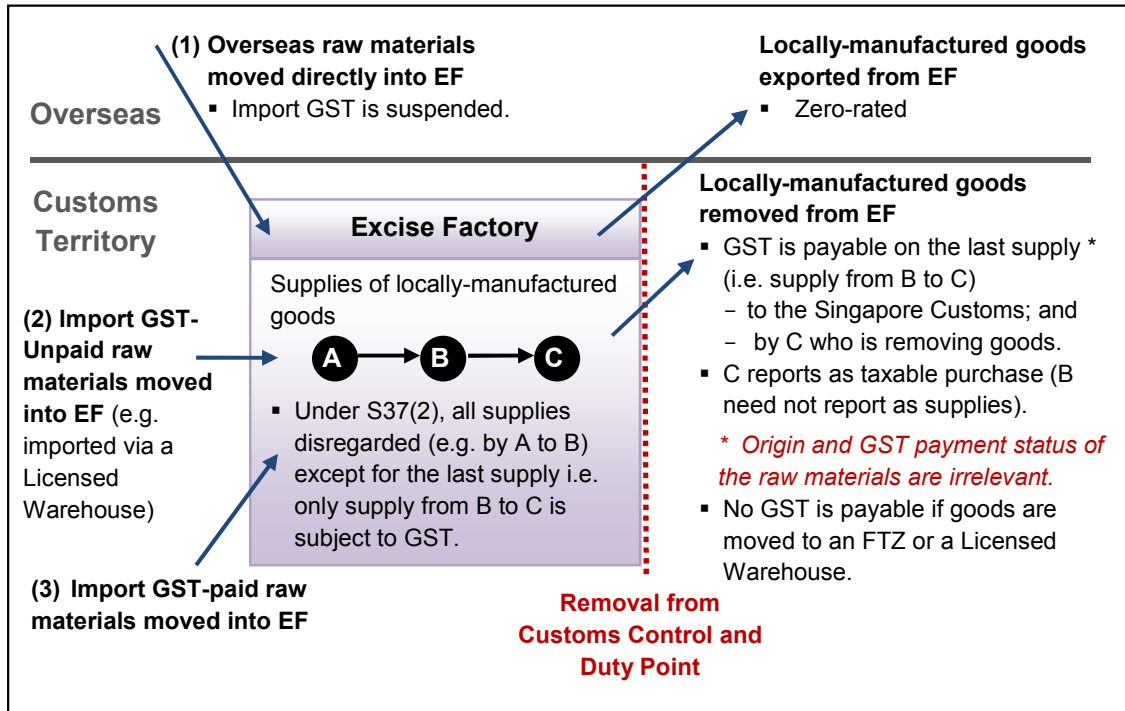 (1) Overseas raw materials
moved directly into EF
▪ Import GST is suspended.
Locally-manufactured goods
exported from EF
▪ Zero-rated
Overseas
Customs
Territory
Excise Factory
Supplies of locally-manufactured
goods
A B C
▪ Under S37(2), all supplies
disregarded (e.g. by A to B)
except for the last supply i.e.
only supply from B to C is
subject to GST.
(2) Import GST-
Unpaid raw
materials moved
into EF (e.g.
imported via a
Licensed
Warehouse)
(3) Import GST-paid raw
materials moved into EF
Locally-manufactured goods
removed from EF
▪ GST is payable on the last supply *
(i.e. supply from B to C)
− to the Singapore Customs; and
− by C who is removing goods.
▪ C reports as taxable purchase (B
need not report as supplies).
* Origin and GST payment status of
the raw materials are irrelevant.
▪ No GST is payable if goods are
moved to an FTZ or a Licensed
Warehouse.
Removal from
Customs Control and
Duty Point